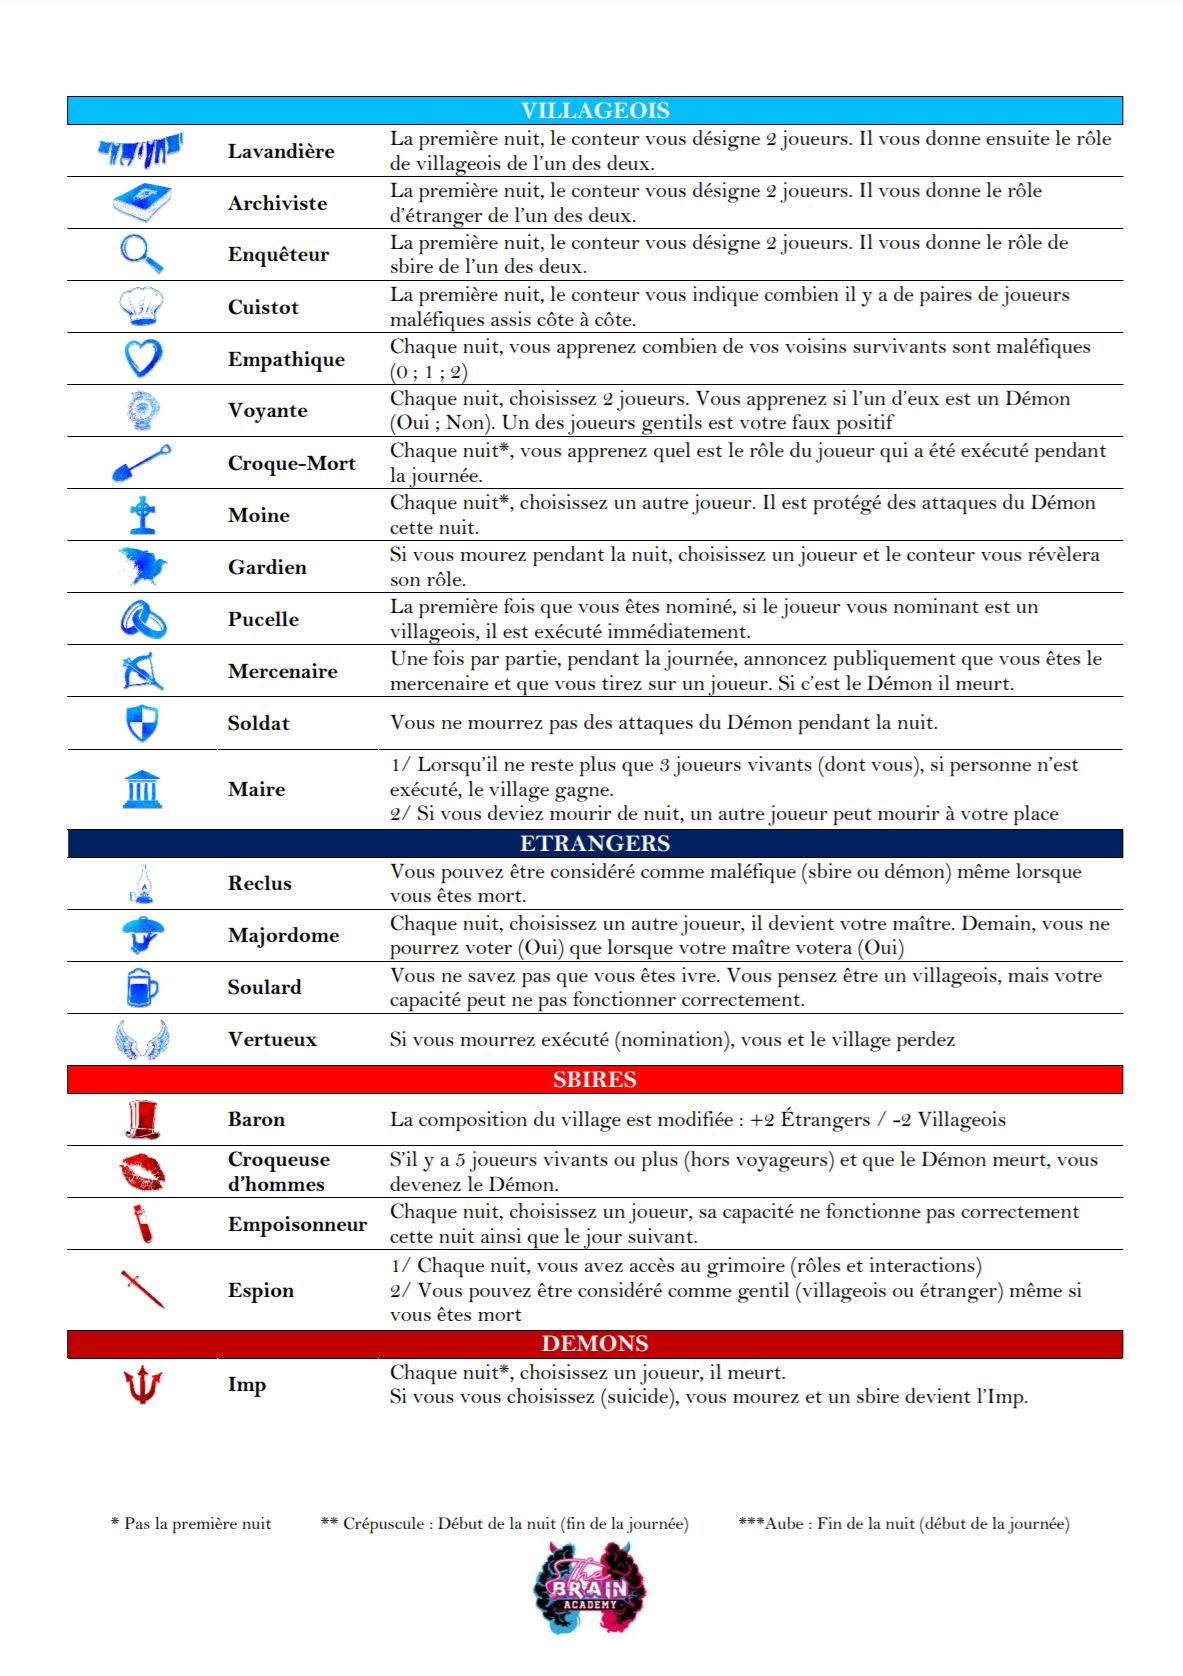 VILLAGEOIS
Lavandière
La première nuit, le conteur vous désigne 2 joueurs. Il vous donne ensuite le rôle
de villageois de l'un des deux.
Archiviste
La première nuit, le conteur vous désigne 2 joueurs. Il vous donne le rôle
d'étranger de l'un des deux.
Enquêteur
La première nuit, le conteur vous désigne 2 joueurs. Il vous donne le rôle de
sbire de l'un des deux.
Cuistot
La première nuit, le conteur vous indique combien il y a de paires de joueurs
maléfiques assis côte à côte.
Empathique
Chaque nuit, vous apprenez combien de vos voisins survivants sont maléfiques
(0 ; 1 ; 2)
Voyante
Chaque nuit, choisissez 2 joueurs. Vous apprenez si l'un d'eux est un Démon
(Oui ; Non). Un des joueurs gentils est votre faux positif
Croque-Mort
Chaque nuit*, vous apprenez quel est le rôle du joueur qui a été exécuté pendant
la journée.
Moine
Chaque nuit*, choisissez un autre joueur. Il est protégé des attaques du Démon
cette nuit.
Gardien
Si vous mourez pendant la nuit, choisissez un joueur et le conteur vous révèlera
son rôle.
Pucelle
La première fois que vous êtes nominé, si le joueur vous nominant est un
villageois, il est exécuté immédiatement.
Mercenaire
Une fois par partie, pendant la journée, annoncez publiquement que vous êtes le
mercenaire et que vous tirez sur un joueur. Si c'est le Démon il meurt.
Soldat
Vous ne mourrez pas des attaques du Démon pendant la nuit.
Maire
1/ Lorsqu'il ne reste plus que 3 joueurs vivants (dont vous), si personne n'est
exécuté, le village gagne.
2/ Si vous deviez mourir de nuit, un autre joueur peut mourir à votre place
ETRANGERS
Reclus
Vous pouvez être considéré comme maléfique (sbire ou démon) même lorsque
vous êtes mort.
Majordome
Chaque nuit, choisissez un autre joueur, il devient votre maître. Demain, vous ne
pourrez voter (Oui) que lorsque votre maître votera (Oui)
Soulard
Vous ne savez pas que vous êtes ivre. Vous pensez être un villageois, mais votre
capacité peut ne pas fonctionner correctement.
Vertueux
Si vous mourrez exécuté (nomination), vous et le village perdez
SBIRES
Baron
La composition du village est modifiée : +2 Étrangers / -2 Villageois
Croqueuse
d'hommes
S'il y a 5 joueurs vivants ou plus (hors voyageurs) et que le Démon meurt, vous
devenez le Démon.
Empoisonneur
Chaque nuit, choisissez un joueur, sa capacité ne fonctionne pas correctement
cette nuit ainsi que le jour suivant.
Espion
1/ Chaque nuit, vous avez accès au grimoire (rôles et interactions)
2/ Vous pouvez être considéré comme gentil (villageois ou étranger) même si
vous êtes mort
DEMONS
Imp
Chaque nuit*, choisissez un joueur, il meurt.
Si vous vous choisissez (suicide), vous mourez et un sbire devient l'Imp.
* Pas la première nuit
** Crépuscule : Début de la nuit (fin de la journée)
***Aube : Fin de la nuit (début de la journée)
The
BRAIN
ACADEMY